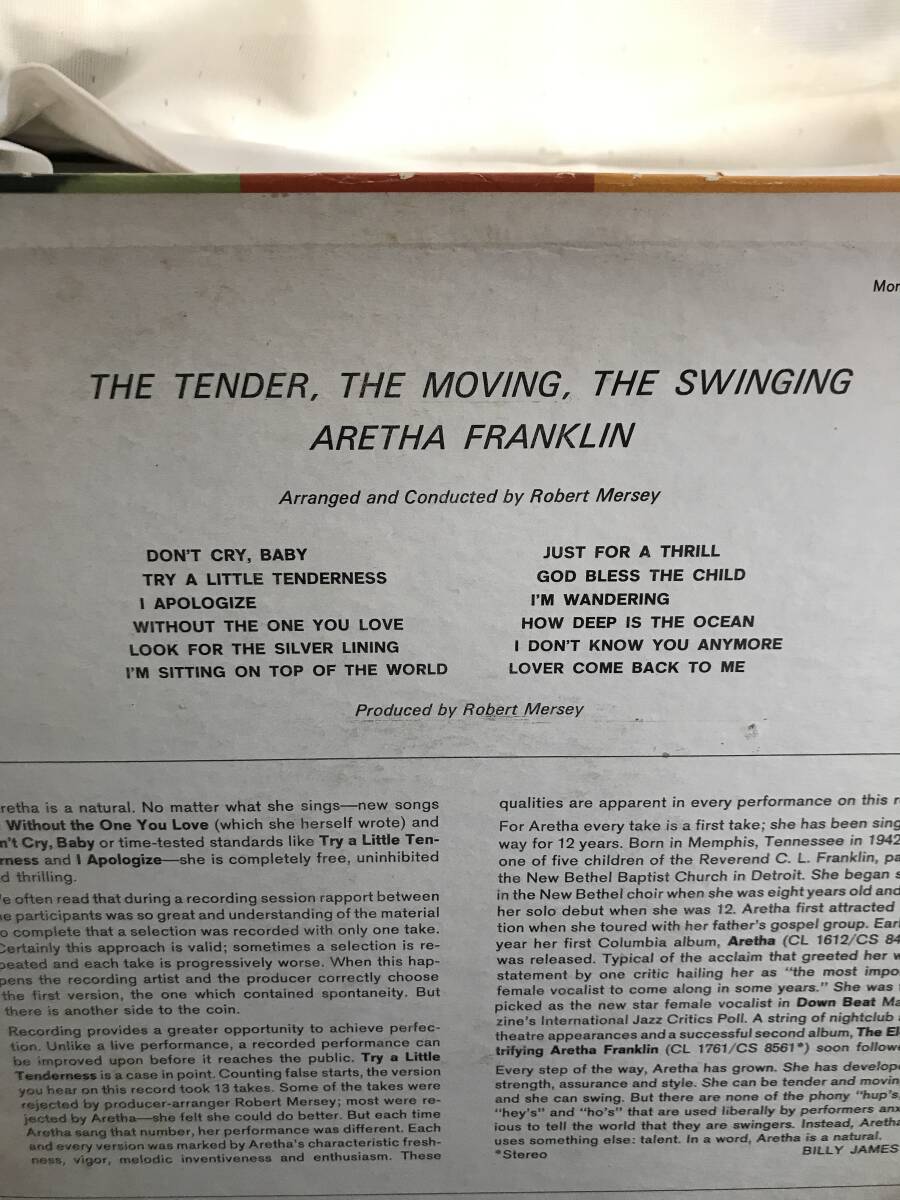 THE TENDER, THE MOVING, THE SWINGING
ARETHA FRANKLIN
Arranged and Conducted by Robert Mersey
DON'T CRY, BABY
TRY A LITTLE TENDERNESS
I APOLOGIZE
WITHOUT THE ONE YOU LOVE
LOOK FOR THE SILVER LINING
I'M SITTING ON TOP OF THE WORLD
JUST FOR A THRILL
GOD BLESS THE CHILD
I'M WANDERING
HOW DEEP IS THE OCEAN
I DON'T KNOW YOU ANYMORE
LOVER COME BACK TO ME
Produced by Robert Mersey
retha is a natural. No matter what she sings—new songs
Without the One You Love (which she herself wrote) and
n't Cry, Baby or time-tested standards like Try a Little Ten-
rness and I Apologize—she is completely free, uninhibited
d thrilling.
e often read that during a recording session rapport between
e participants was so great and understanding of the material
o complete that a selection was recorded with only one take.
Certainly this approach is valid; sometimes a selection is re-
peated and each take is progressively worse. When this hap-
pens the recording artist and the producer correctly choose
the first version, the one which contained spontaneity. But
there is another side to the coin.
Recording provides a greater opportunity to achieve perfec-
tion. Unlike a live performance, a recorded performance can
be improved upon before it reaches the public. Try a Little
Tenderness is a case in point. Counting false starts, the version
you hear on this record took 13 takes. Some of the takes were
rejected by producer-arranger Robert Mersey; most were re-
jected by Aretha—she felt she could do better. But each time
Aretha sang that number, her performance was different. Each
and every version was marked by Aretha's characteristic fresh-
ness, vigor, melodic inventiveness and enthusiasm. These
qualities are apparent in every performance on this r
For Aretha every take is a first take; she has been sing
way for 12 years. Born in Memphis, Tennessee in 1942
one of five children of the Reverend C. L. Franklin, pa
the New Bethel Baptist Church in Detroit. She began s
in the New Bethel choir when she was eight years old and
her solo debut when she was 12. Aretha first attracted
tion when she toured with her father's gospel group. Earl
year her first Columbia album, Aretha (CL 1612/CS 84
was released. Typical of the acclaim that greeted her w
statement by one critic hailing her as "the most impo
female vocalist to come along in some years." She was
picked as the new star female vocalist in Down Beat Ma
zine's International Jazz Critics Poll. A string of nightclub
theatre appearances and a successful second album, The El
trifying Aretha Franklin (CL 1761/CS 8561*) soon followe
Every step of the way, Aretha has grown. She has develop
strength, assurance and style. She can be tender and movin
and she can swing. But there are none of the phony "hup's,
"hey's" and "ho's" that are used liberally by performers anx
ious to tell the world that they are swingers. Instead, Aretha
uses something else: talent. In a word, Aretha is a natural.
*Stereo BILLY JAMES